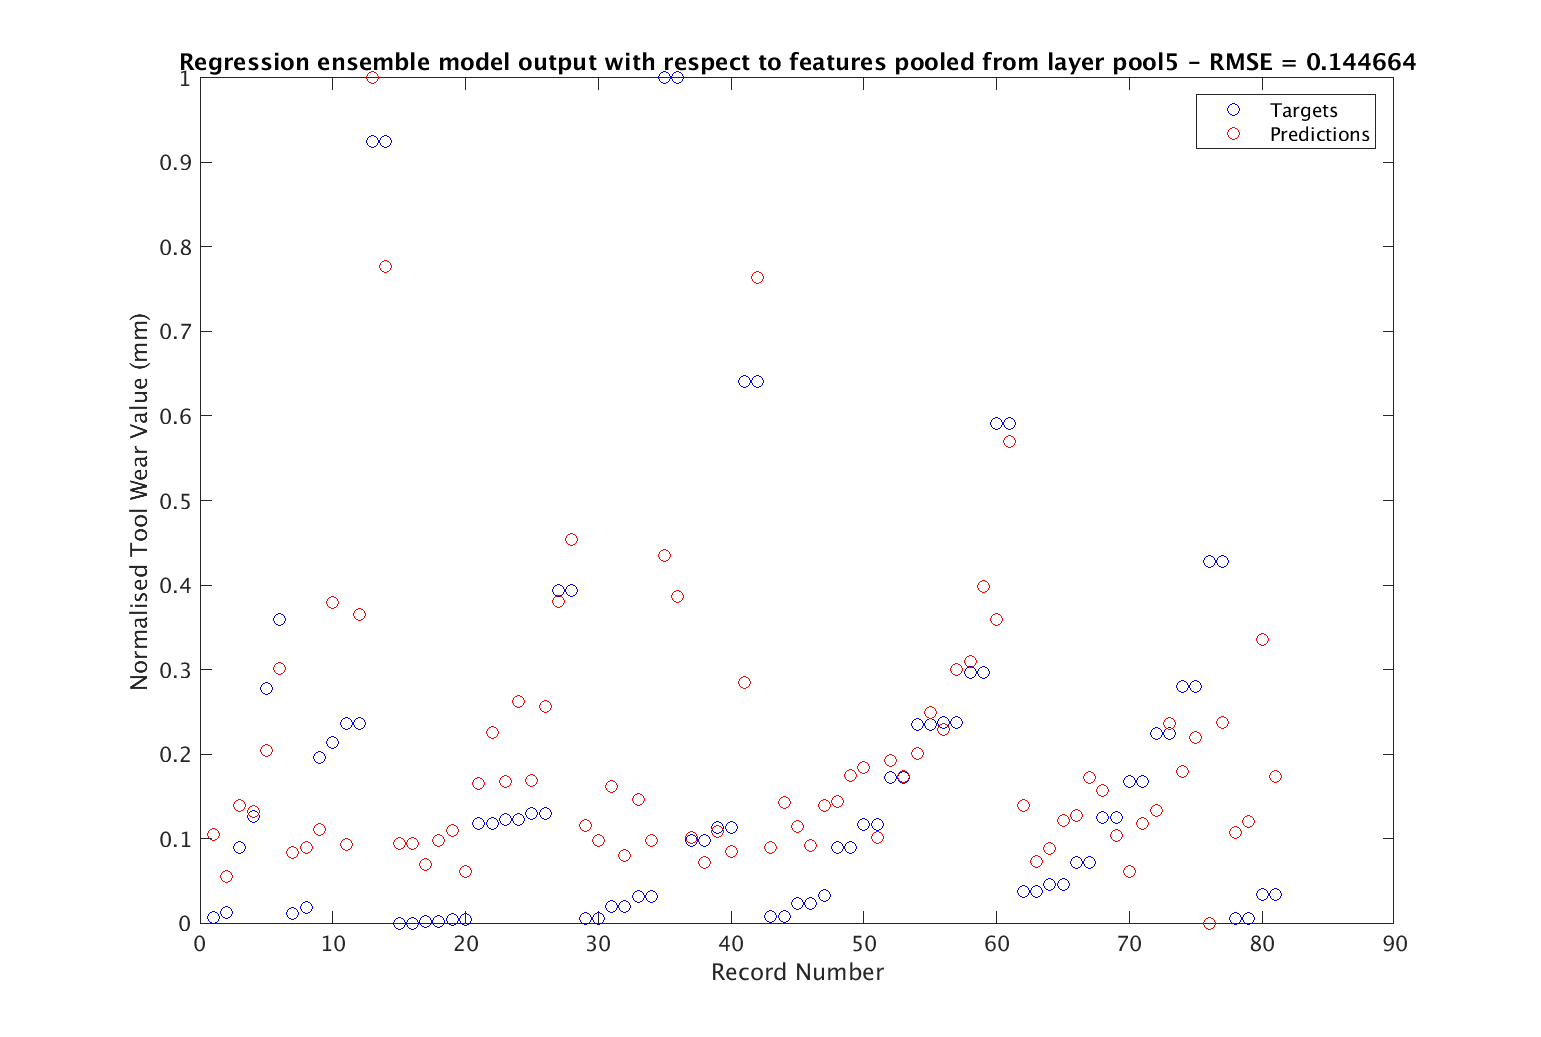 Regression ensemble model output with respect to features pooled from layer pool5 - RMSE = 0.144664
Targets
Predictions
1
0.9
0.8
0.7
0.6
0.5
0.4
0.3
0.2
0.1
0
Normalised Tool Wear Value (mm)
0 10 20 30 40 50 60 70 80 90
Record Number